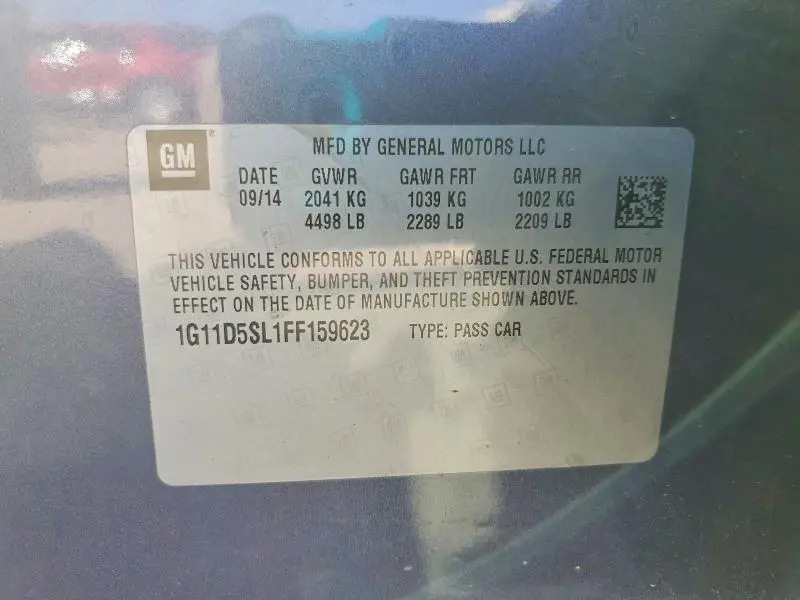 GM ®
MFD BY GENERAL MOTORS LLC
DATE GVWR GAWR FRT GAWR RR
09/14 2041 KG 1039 KG 1002 KG
4498 LB 2289 LB 2209 LB
THIS VEHICLE CONFORMS TO ALL APPLICABLE U.S. FEDERAL MOTOR
VEHICLE SAFETY, BUMPER, AND THEFT PREVENTION STANDARDS IN
EFFECT ON THE DATE OF MANUFACTURE SHOWN ABOVE.
1G11D5SL1FF159623 TYPE: PASS CAR